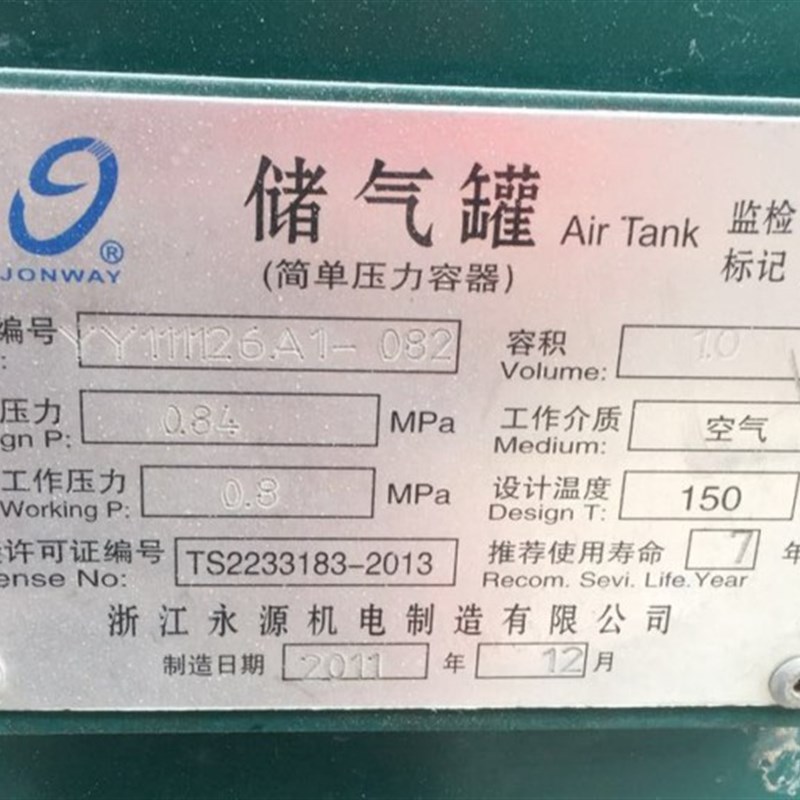 储气罐 Air Tank 监检
(简单压力容器) 标记
®
JONWAY
编号 YY111126.A1-082 容积 1.0
: Volume:
压力 0.84 MPa 工作介质 空气
gn P: Medium:
工作压力 0.8 MPa 设计温度 150
Working P: Design T:
许可证编号 TS2233183-2013 推荐使用寿命 7 年
ense No: Recom. Sevi. Life. Year
浙江永源机电制造有限公司
制造日期 2011 年 12 月